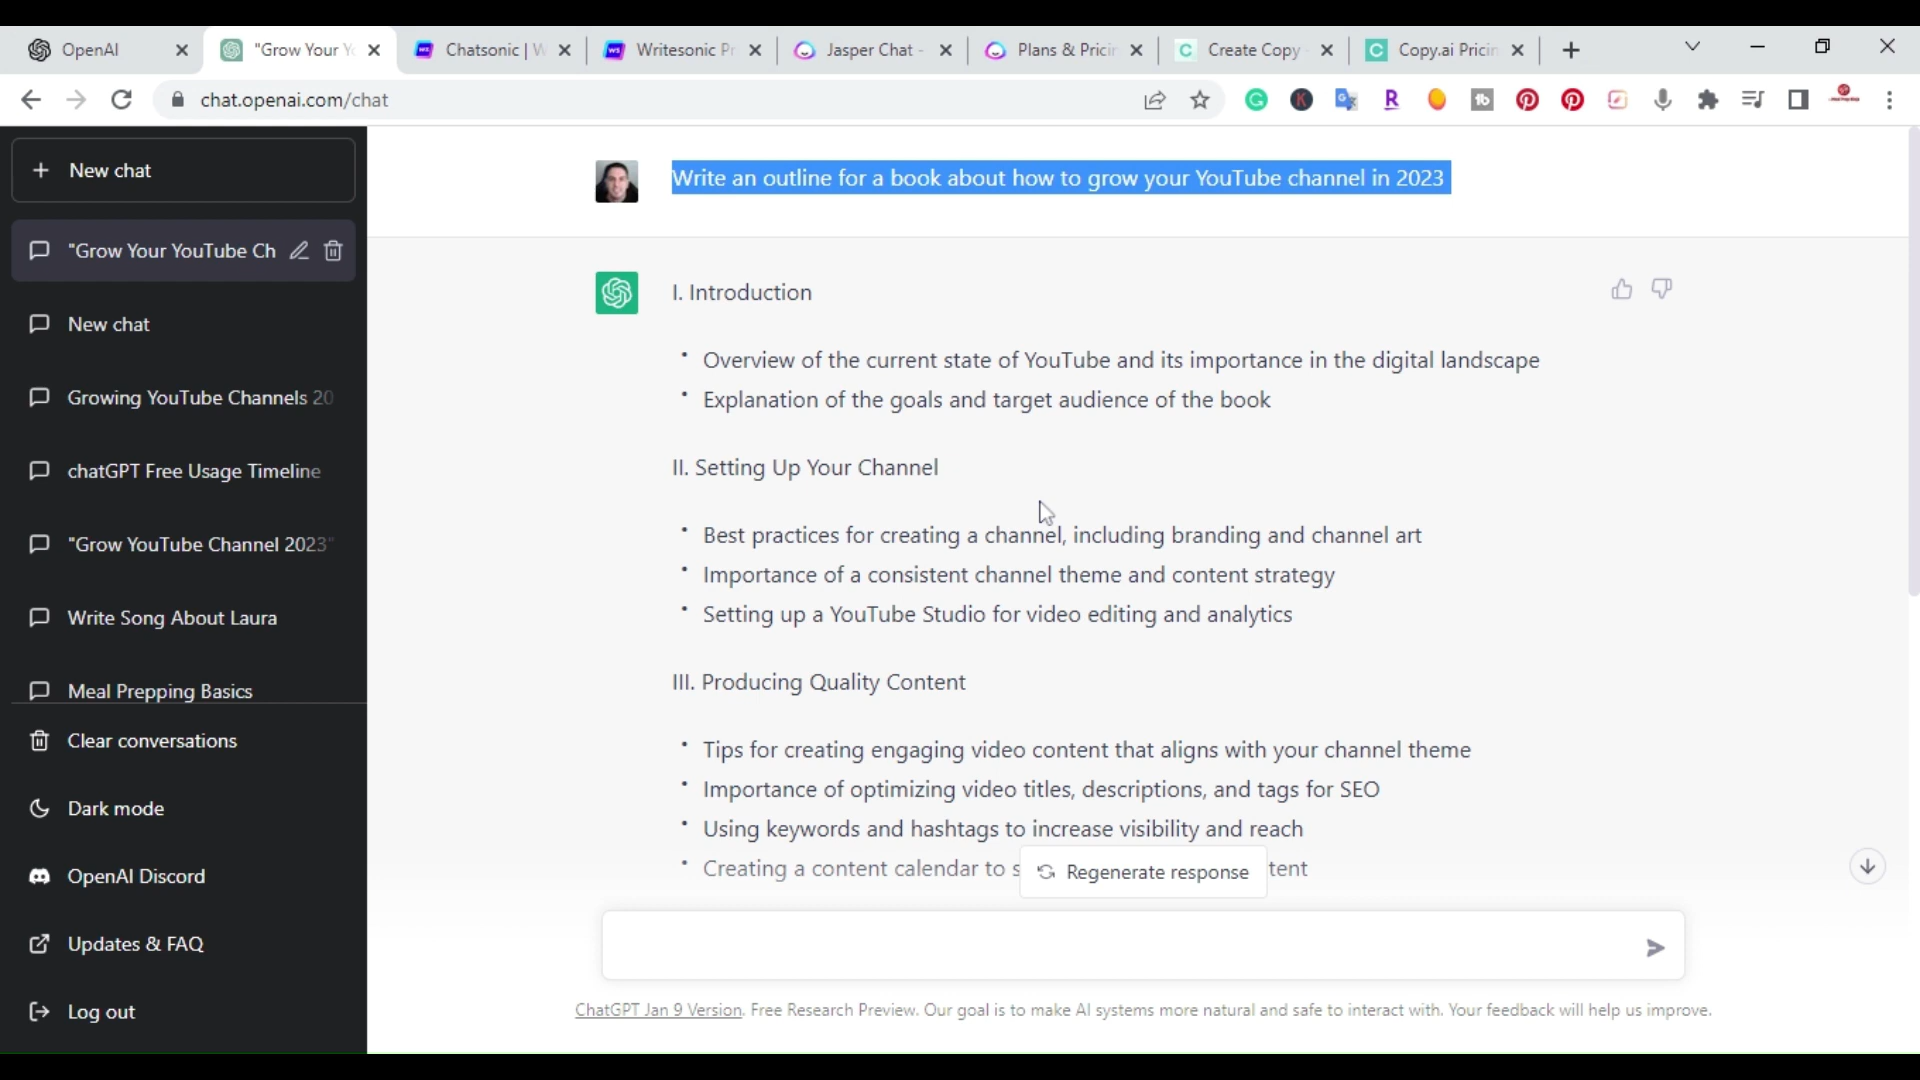 OpenAI
"Grow Your Y
Chatsonic | W
Writesonic Pr
Jasper Chat -
Plans & Pricin
Create Copy
Copy.ai Pricin
chat.openai.com/chat
New chat
"Grow Your YouTube Ch
New chat
Growing YouTube Channels 20
chatGPT Free Usage Timeline
"Grow YouTube Channel 2023"
Write Song About Laura
Meal Prepping Basics
Clear conversations
Dark mode
OpenAI Discord
Updates & FAQ
Log out
Write an outline for a book about how to grow your YouTube channel in 2023
I. Introduction
• Overview of the current state of YouTube and its importance in the digital landscape
• Explanation of the goals and target audience of the book
II. Setting Up Your Channel
• Best practices for creating a channel, including branding and channel art
• Importance of a consistent channel theme and content strategy
• Setting up a YouTube Studio for video editing and analytics
III. Producing Quality Content
• Tips for creating engaging video content that aligns with your channel theme
• Importance of optimizing video titles, descriptions, and tags for SEO
• Using keywords and hashtags to increase visibility and reach
• Creating a content calendar to s tent
Regenerate response
ChatGPT Jan 9 Version. Free Research Preview. Our goal is to make AI systems more natural and safe to interact with. Your feedback will help us improve.